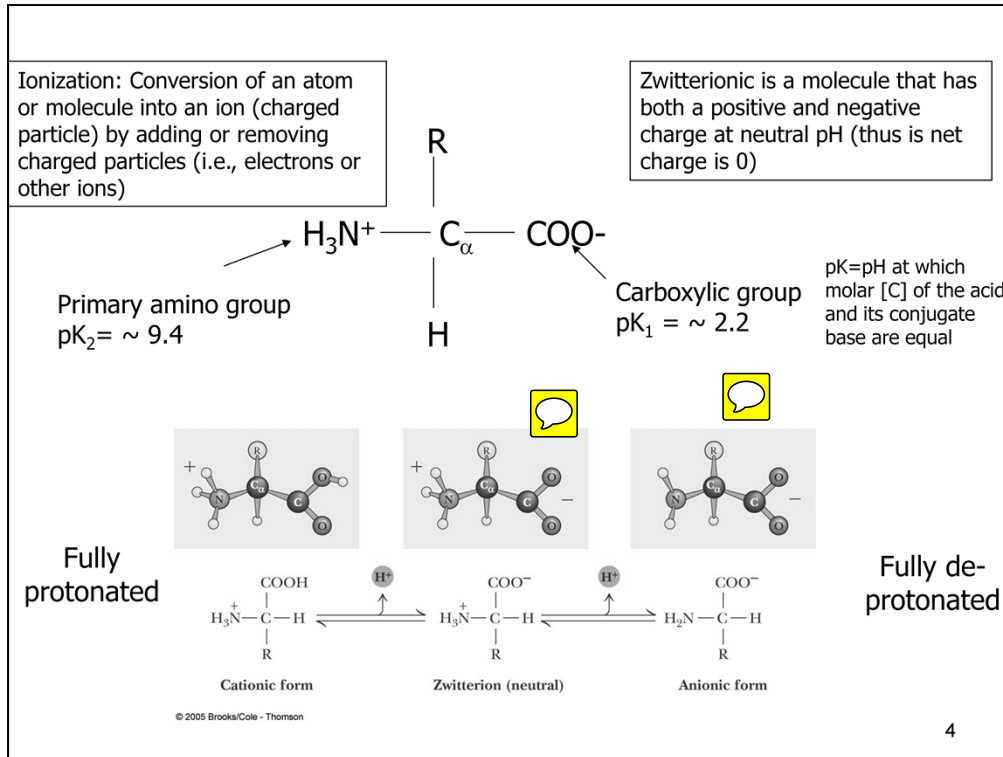 Ionization: Conversion of an atom
or molecule into an ion (charged
particle) by adding or removing
charged particles (i.e., electrons or
other ions)
Zwitterionic is a molecule that has
both a positive and negative
charge at neutral pH (thus is net
charge is 0)
R
H₃N⁺ Cα COO-
H
Primary amino group
pK₂= ~ 9.4
Carboxylic group
pK₁ = ~ 2.2
pK=pH at which
molar [C] of the acid
and its conjugate
base are equal
+ N R Cα C O O
+ N R Cα C O O −
N R Cα C O O −
Fully
protonated
COOH
H₃N⁺—C—H
R
Cationic form
H⁺
COO⁻
H₃N⁺—C—H
R
Zwitterion (neutral)
H⁺
COO⁻
H₂N—C—H
R
Anionic form
Fully de-
protonated
© 2005 Brooks/Cole - Thomson
4